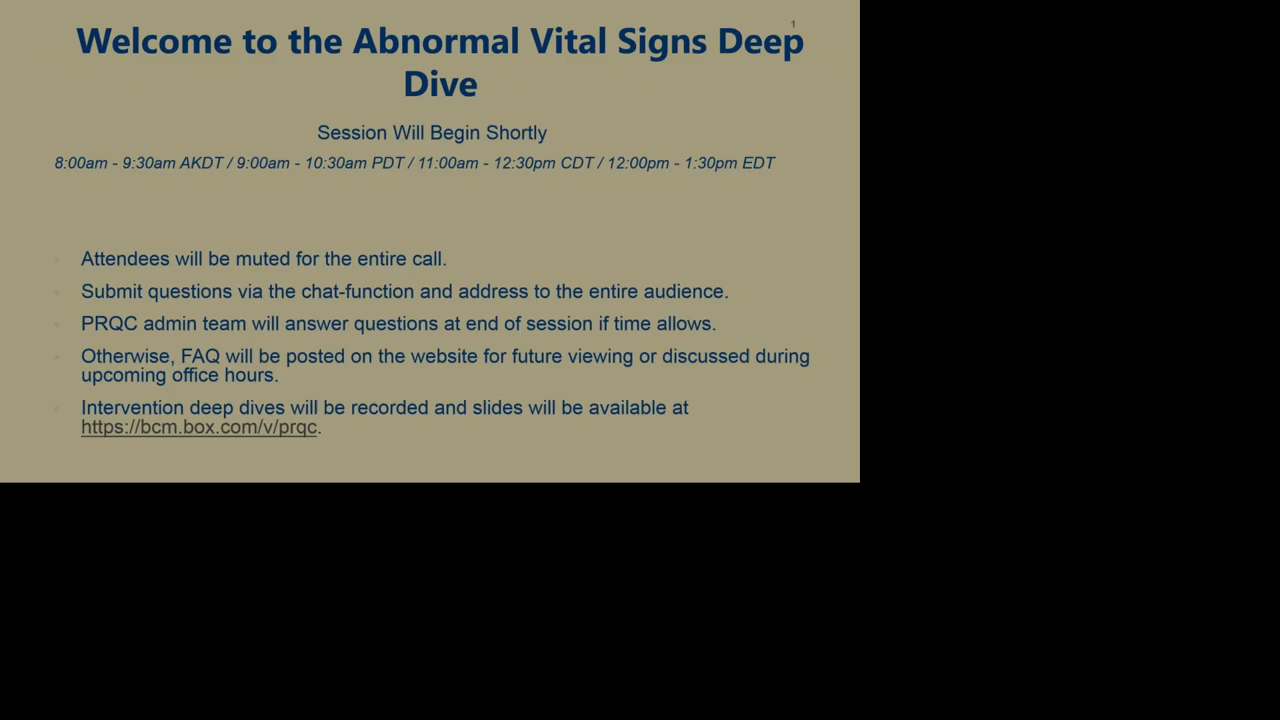 1
Welcome to the Abnormal Vital Signs Deep
Dive
Session Will Begin Shortly
8:00am - 9:30am AKDT / 9:00am - 10:30am PDT / 11:00am - 12:30pm CDT / 12:00pm - 1:30pm EDT
Attendees will be muted for the entire call.
Submit questions via the chat-function and address to the entire audience.
PRQC admin team will answer questions at end of session if time allows.
Otherwise, FAQ will be posted on the website for future viewing or discussed during
upcoming office hours.
Intervention deep dives will be recorded and slides will be available at
https://bcm.box.com/v/prqc.